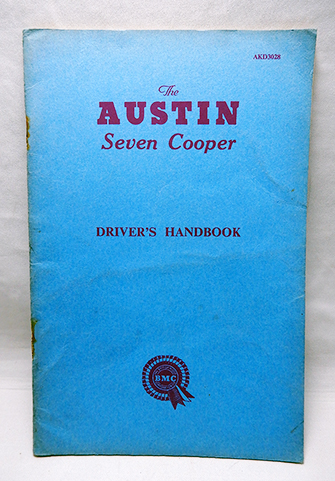 AKD3028
The
AUSTIN
Seven Cooper
DRIVER'S HANDBOOK
BMC